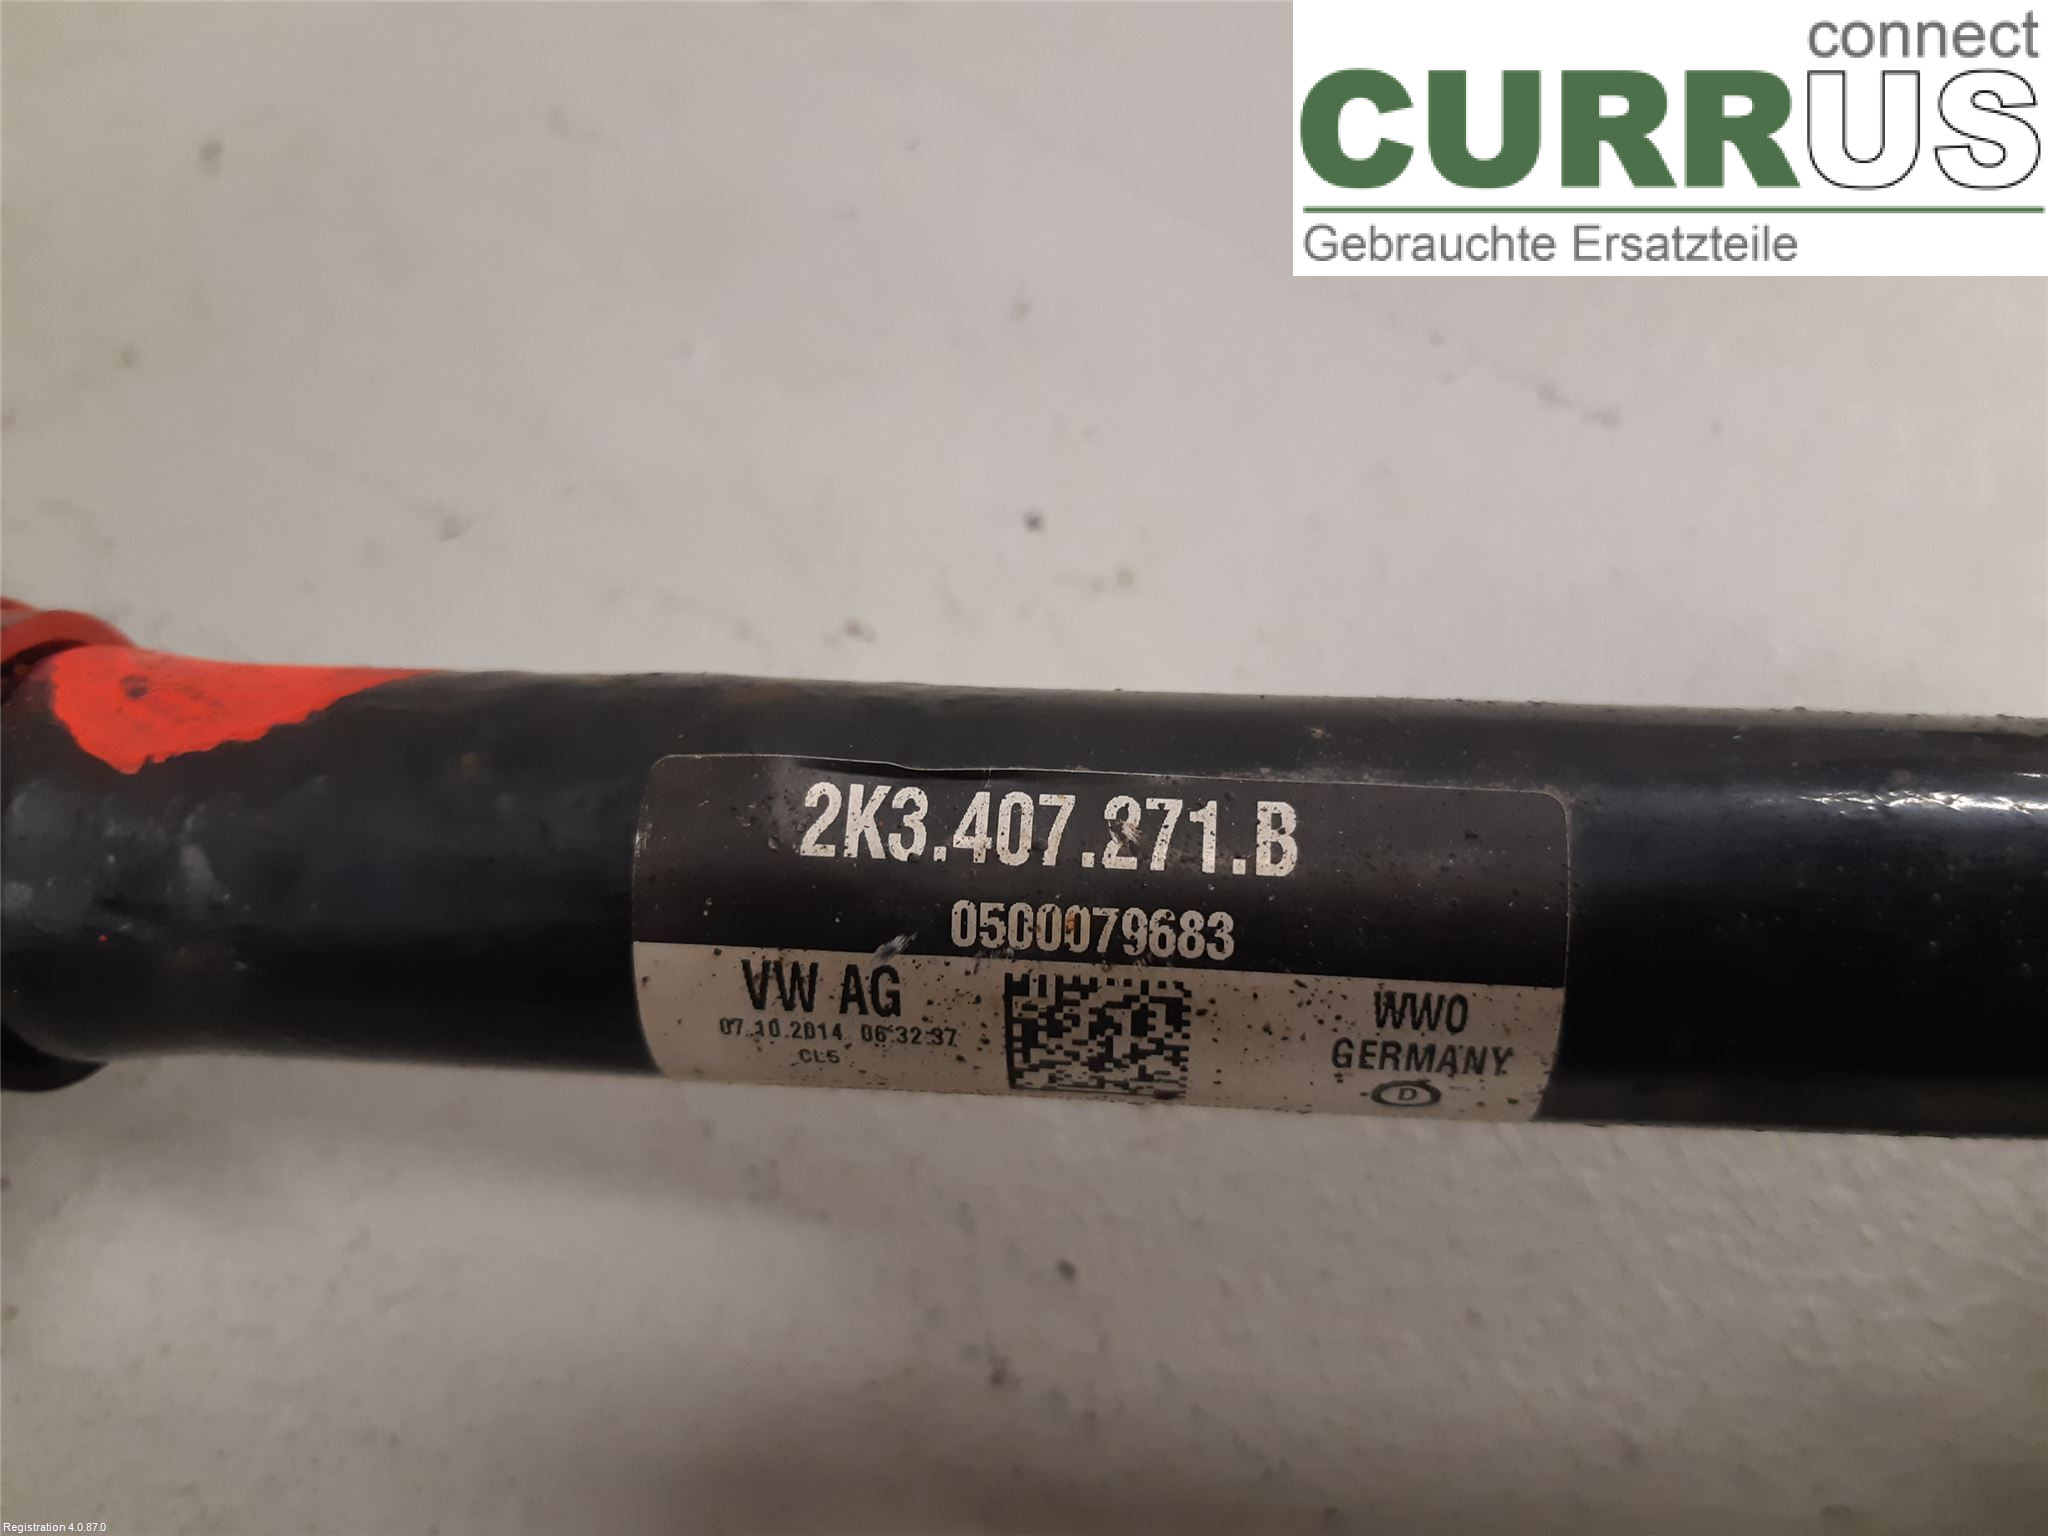 connect
CURRUS
Gebrauchte Ersatzteile
2K3.407.271.B
0500079683
VW AG
07.10.2014 06:32:37
CL5
WWO
GERMANY
D
Registration 4.0.87.0